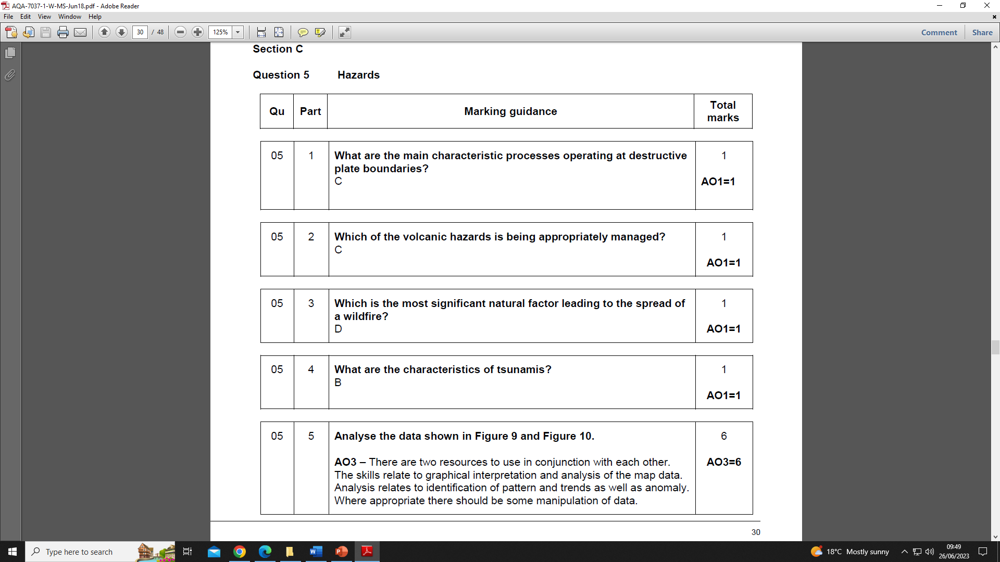 AQA-7037-1-W-MS-Jun18.pdf - Adobe Reader
File Edit View Window Help
30 / 48 125% Comment Share
Section C
Question 5 Hazards
Qu Part Marking guidance Total marks
05 1 What are the main characteristic processes operating at destructive 1
plate boundaries?
C AO1=1
05 2 Which of the volcanic hazards is being appropriately managed? 1
C
AO1=1
05 3 Which is the most significant natural factor leading to the spread of 1
a wildfire?
D AO1=1
05 4 What are the characteristics of tsunamis? 1
B
AO1=1
05 5 Analyse the data shown in Figure 9 and Figure 10. 6
AO3 – There are two resources to use in conjunction with each other. AO3=6
The skills relate to graphical interpretation and analysis of the map data.
Analysis relates to identification of pattern and trends as well as anomaly.
Where appropriate there should be some manipulation of data.
30
Type here to search
18°C Mostly sunny
09:49
26/06/2023